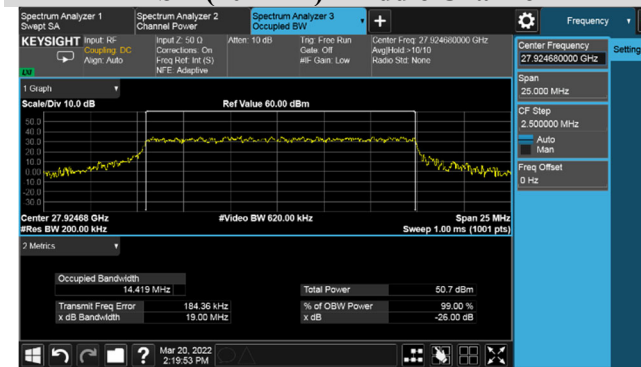 Spectrum Analyzer 1
Swept SA
Spectrum Analyzer 2
Channel Power
Spectrum Analyzer 3
Occupied BW
+
Frequency
KEYSIGHT
Input: RF
Coupling: DC
Align: Auto
Input Z: 50 Ω
Corrections: On
Freq Ref: Int (S)
NFE: Adaptive
Atten: 10 dB
Trig: Free Run
Gate: Off
#IF Gain: Low
Center Freq: 27.924680000 GHz
Avg|Hold:>10/10
Radio Std: None
Center Frequency
27.924680000 GHz
Setting
Span
25.000 MHz
CF Step
2.500000 MHz
Auto
Man
Freq Offset
0 Hz
1 Graph
Scale/Div 10.0 dB
Ref Value 60.00 dBm
50.0
40.0
30.0
20.0
10.0
0.00
-10.0
-20.0
-30.0
Center 27.92468 GHz
#Video BW 620.00 kHz
Span 25 MHz
#Res BW 200.00 kHz
Sweep 1.00 ms (1001 pts)
2 Metrics
Occupied Bandwidth
14.419 MHz
Total Power
50.7 dBm
Transmit Freq Error
184.36 kHz
% of OBW Power
99.00 %
x dB Bandwidth
19.00 MHz
x dB
-26.00 dB
?
Mar 20, 2022
2:19:53 PM